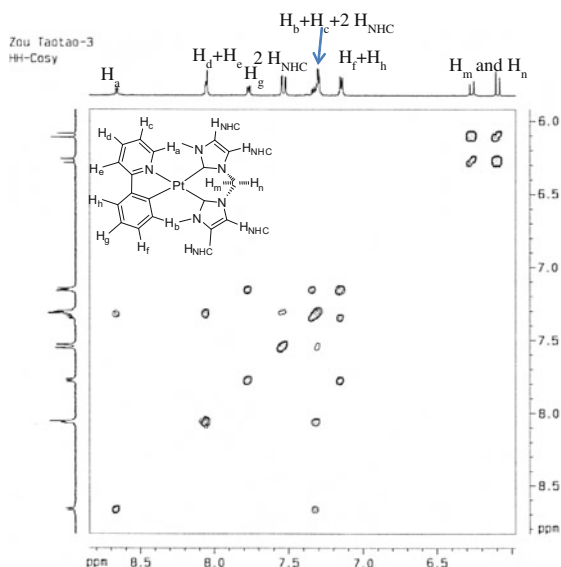 Zou Taotao-3
HH-Cosy
H_b+H_c+2 H_NHC
H_a
H_d+H_e
H_g
2 H_NHC
H_f+H_h
H_m and H_n
H_c
H_d
H_a
H_e
N
N
Pt
H_h
H_g
H_f
H_b
H_NHC
N
H_NHC
N
H_m
H_n
N
N
H_NHC
H_NHC
6.0
6.5
7.0
7.5
8.0
8.5
ppm
ppm 8.5 8.0 7.5 7.0 6.5